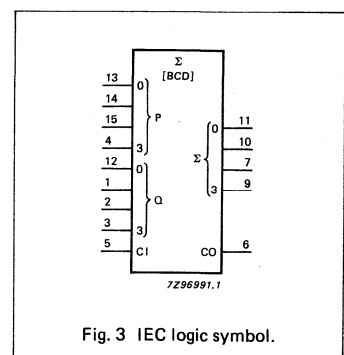 Σ
[BCD]
13 0
14
15 P
4 3
12 0
1
2 Q
3 3
5 CI
0 11
10
Σ 7
3 9
CO 6
7Z96991.1
Fig. 3 IEC logic symbol.